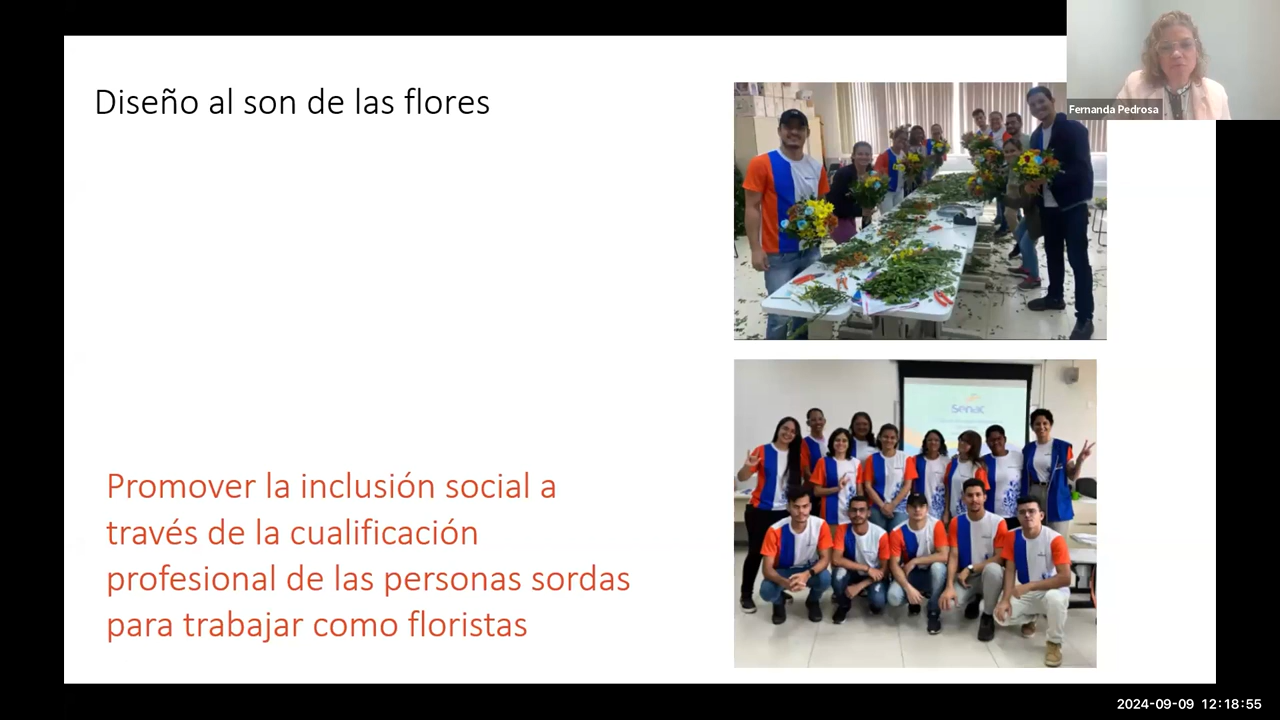 Diseño al son de las flores
Fernanda Pedrosa
senac
Promover la inclusión social a
través de la cualificación
profesional de las personas sordas
para trabajar como floristas
2024-09-09 12:18:55